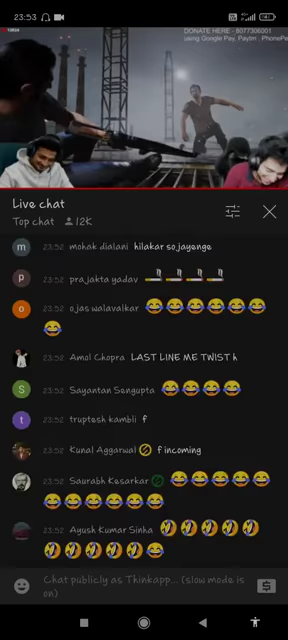 23:53
DONATE HERE - 6077306001
using Google Pay, Paytm, PhonePe
Live chat
Top chat 12K
m 23:52 mohak dialani hilakar so jayenge
p 23:52 prajakta yadav 🚬🚬🚬🚬
o 23:52 ojas walavalkar 😂😂😂😂😂😂
😂
23:52 Amol Chopra LAST LINE ME TWIST h
S 23:52 Sayantan Sengupta 😂😂😂😂
t 23:52 truptesh kambli f
23:52 Kunal Aggarwal f incoming
23:52 Saurabh Kesarkar 😂😂😂😂😂
😂😂😂😂😂😂
23:52 Ayush Kumar Sinha 🤣🤣🤣🤣🤣
🤣🤣🤣🤣🤣😂
Chat publicly as Thinkapp... (slow mode is
on)